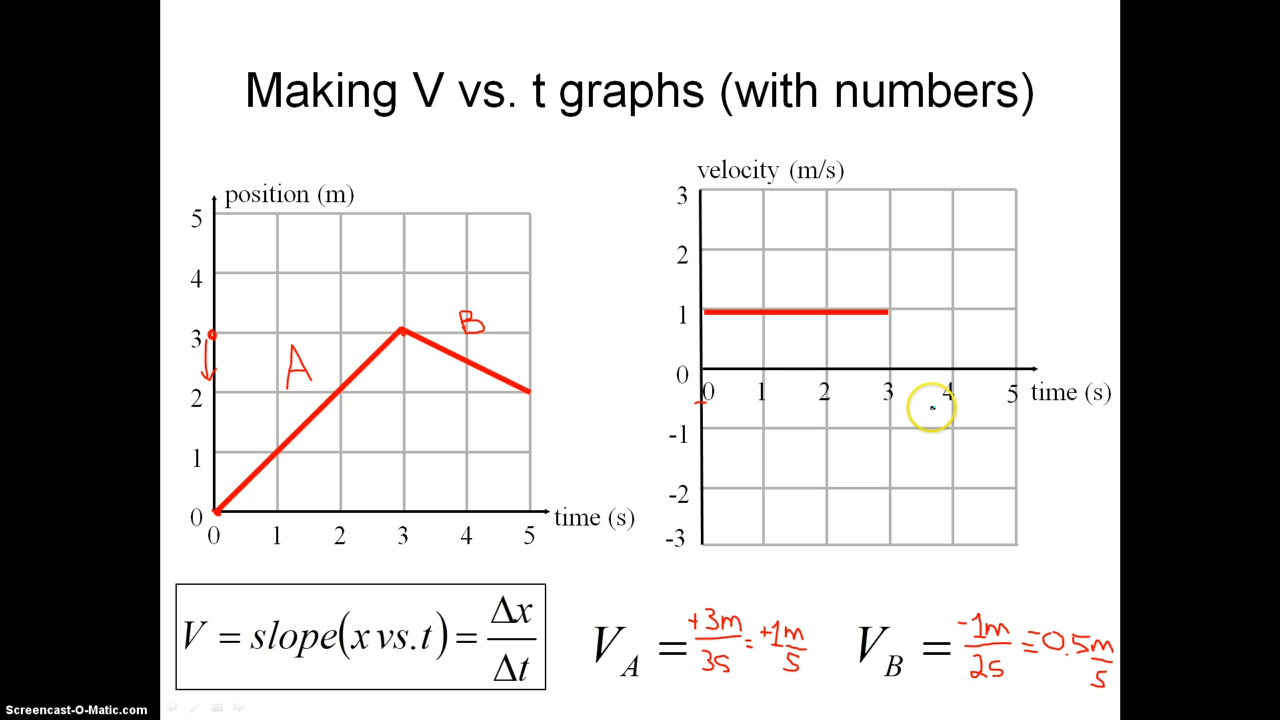 Making V vs. t graphs (with numbers)
position (m)
5
4
3
2
1
0
0 1 2 3 4 5
time (s)
A
B
velocity (m/s)
3
2
1
0
-1
-2
-3
0 1 2 3 4 5
time (s)
V = slope(x vs.t) = Δx/Δt
V_A = +3m/3s = +1m/s
V_B = -1m/2s = -0.5m/s
Screencast-O-Matic.com